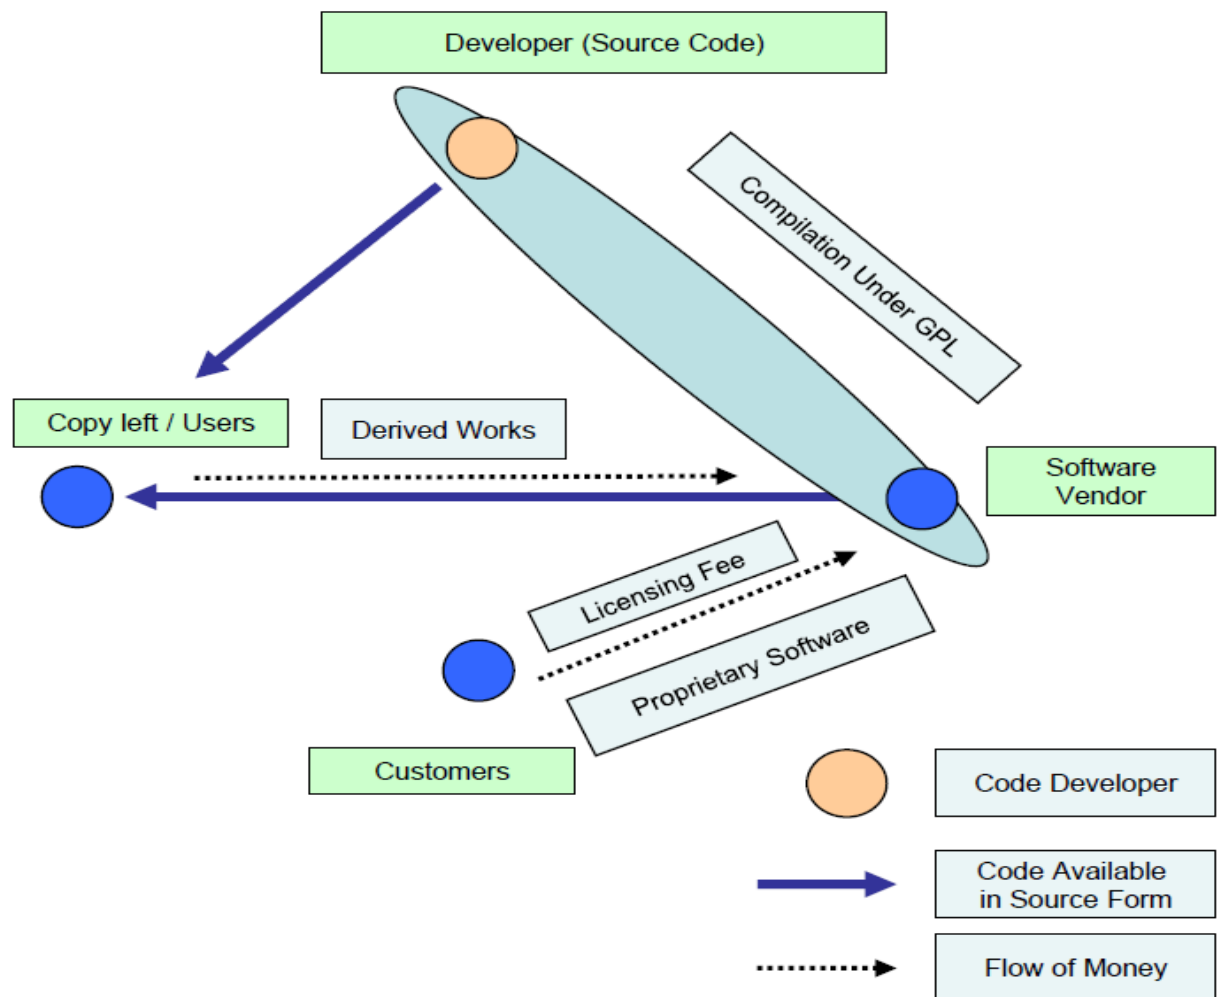 Developer (Source Code)
Compilation Under GPL
Copy left / Users
Derived Works
Software
Vendor
Licensing Fee
Proprietary Software
Customers
Code Developer
Code Available
in Source Form
Flow of Money